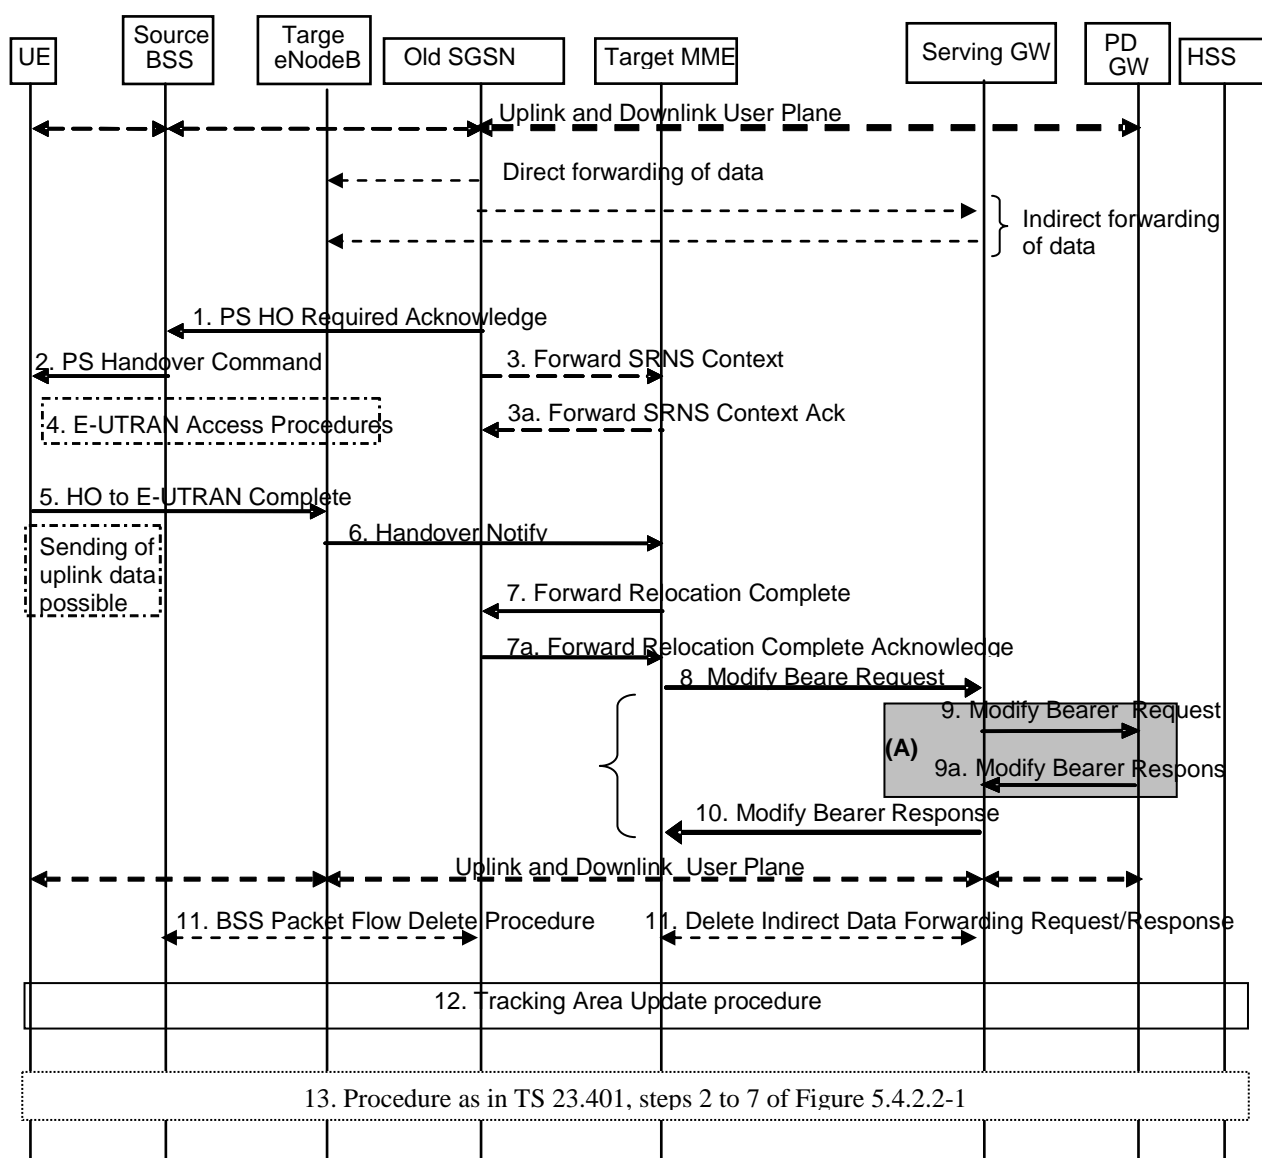 UE
Source
BSS
Targe
eNodeB
Old SGSN
Target MME
Serving GW
PD
GW
HSS
Uplink and Downlink User Plane
Direct forwarding of data
Indirect forwarding
of data
1. PS HO Required Acknowledge
2. PS Handover Command
3. Forward SRNS Context
4. E-UTRAN Access Procedures
3a. Forward SRNS Context Ack
5. HO to E-UTRAN Complete
6. Handover Notify
Sending of
uplink data
possible
7. Forward Relocation Complete
7a. Forward Relocation Complete Acknowledge
8 Modify Beare Request
9. Modify Bearer Request
(A)
9a. Modify Bearer Respons
10. Modify Bearer Response
Uplink and Downlink User Plane
11. BSS Packet Flow Delete Procedure
11. Delete Indirect Data Forwarding Request/Response
12. Tracking Area Update procedure
13. Procedure as in TS 23.401, steps 2 to 7 of Figure 5.4.2.2-1